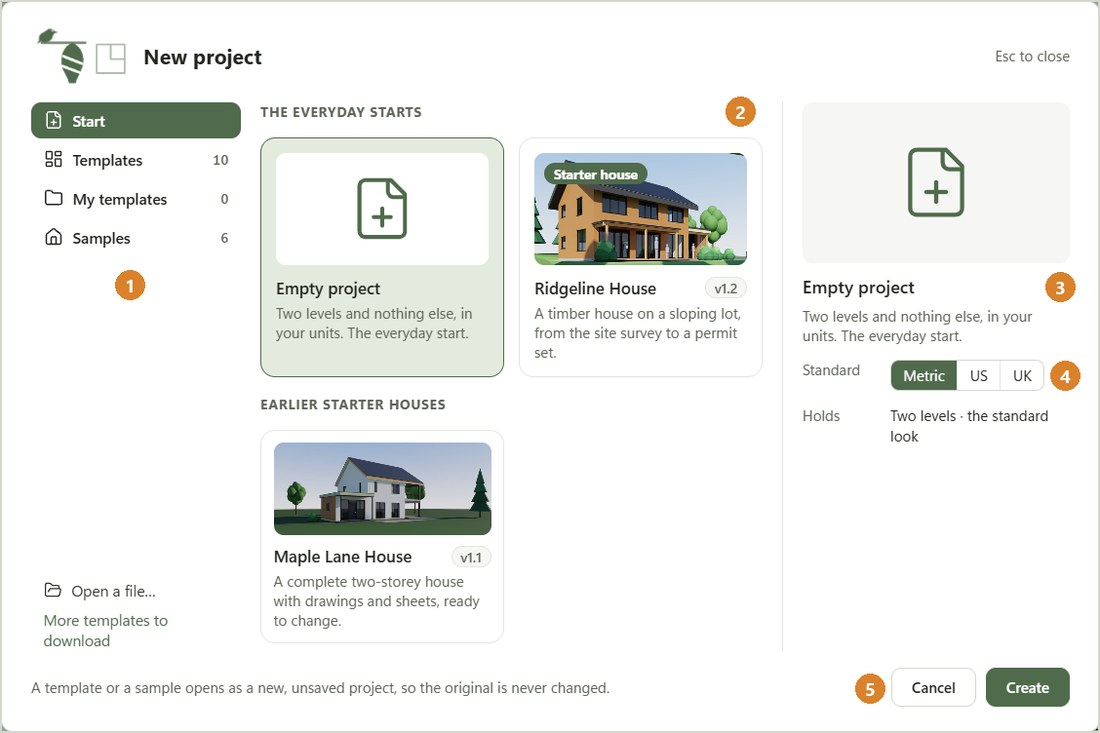 New project
Esc to close
Start
Templates 10
My templates 0
Samples 6
1
Open a file...
More templates to
download
THE EVERYDAY STARTS
2
Empty project
Two levels and nothing else, in
your units. The everyday start.
Starter house
Ridgeline House v1.2
A timber house on a sloping lot,
from the site survey to a permit
set.
EARLIER STARTER HOUSES
Maple Lane House v1.1
A complete two-storey house
with drawings and sheets, ready
to change.
Empty project 3
Two levels and nothing else, in your
units. The everyday start.
Standard Metric US UK 4
Holds Two levels · the standard
look
A template or a sample opens as a new, unsaved project, so the original is never changed.
5 Cancel Create